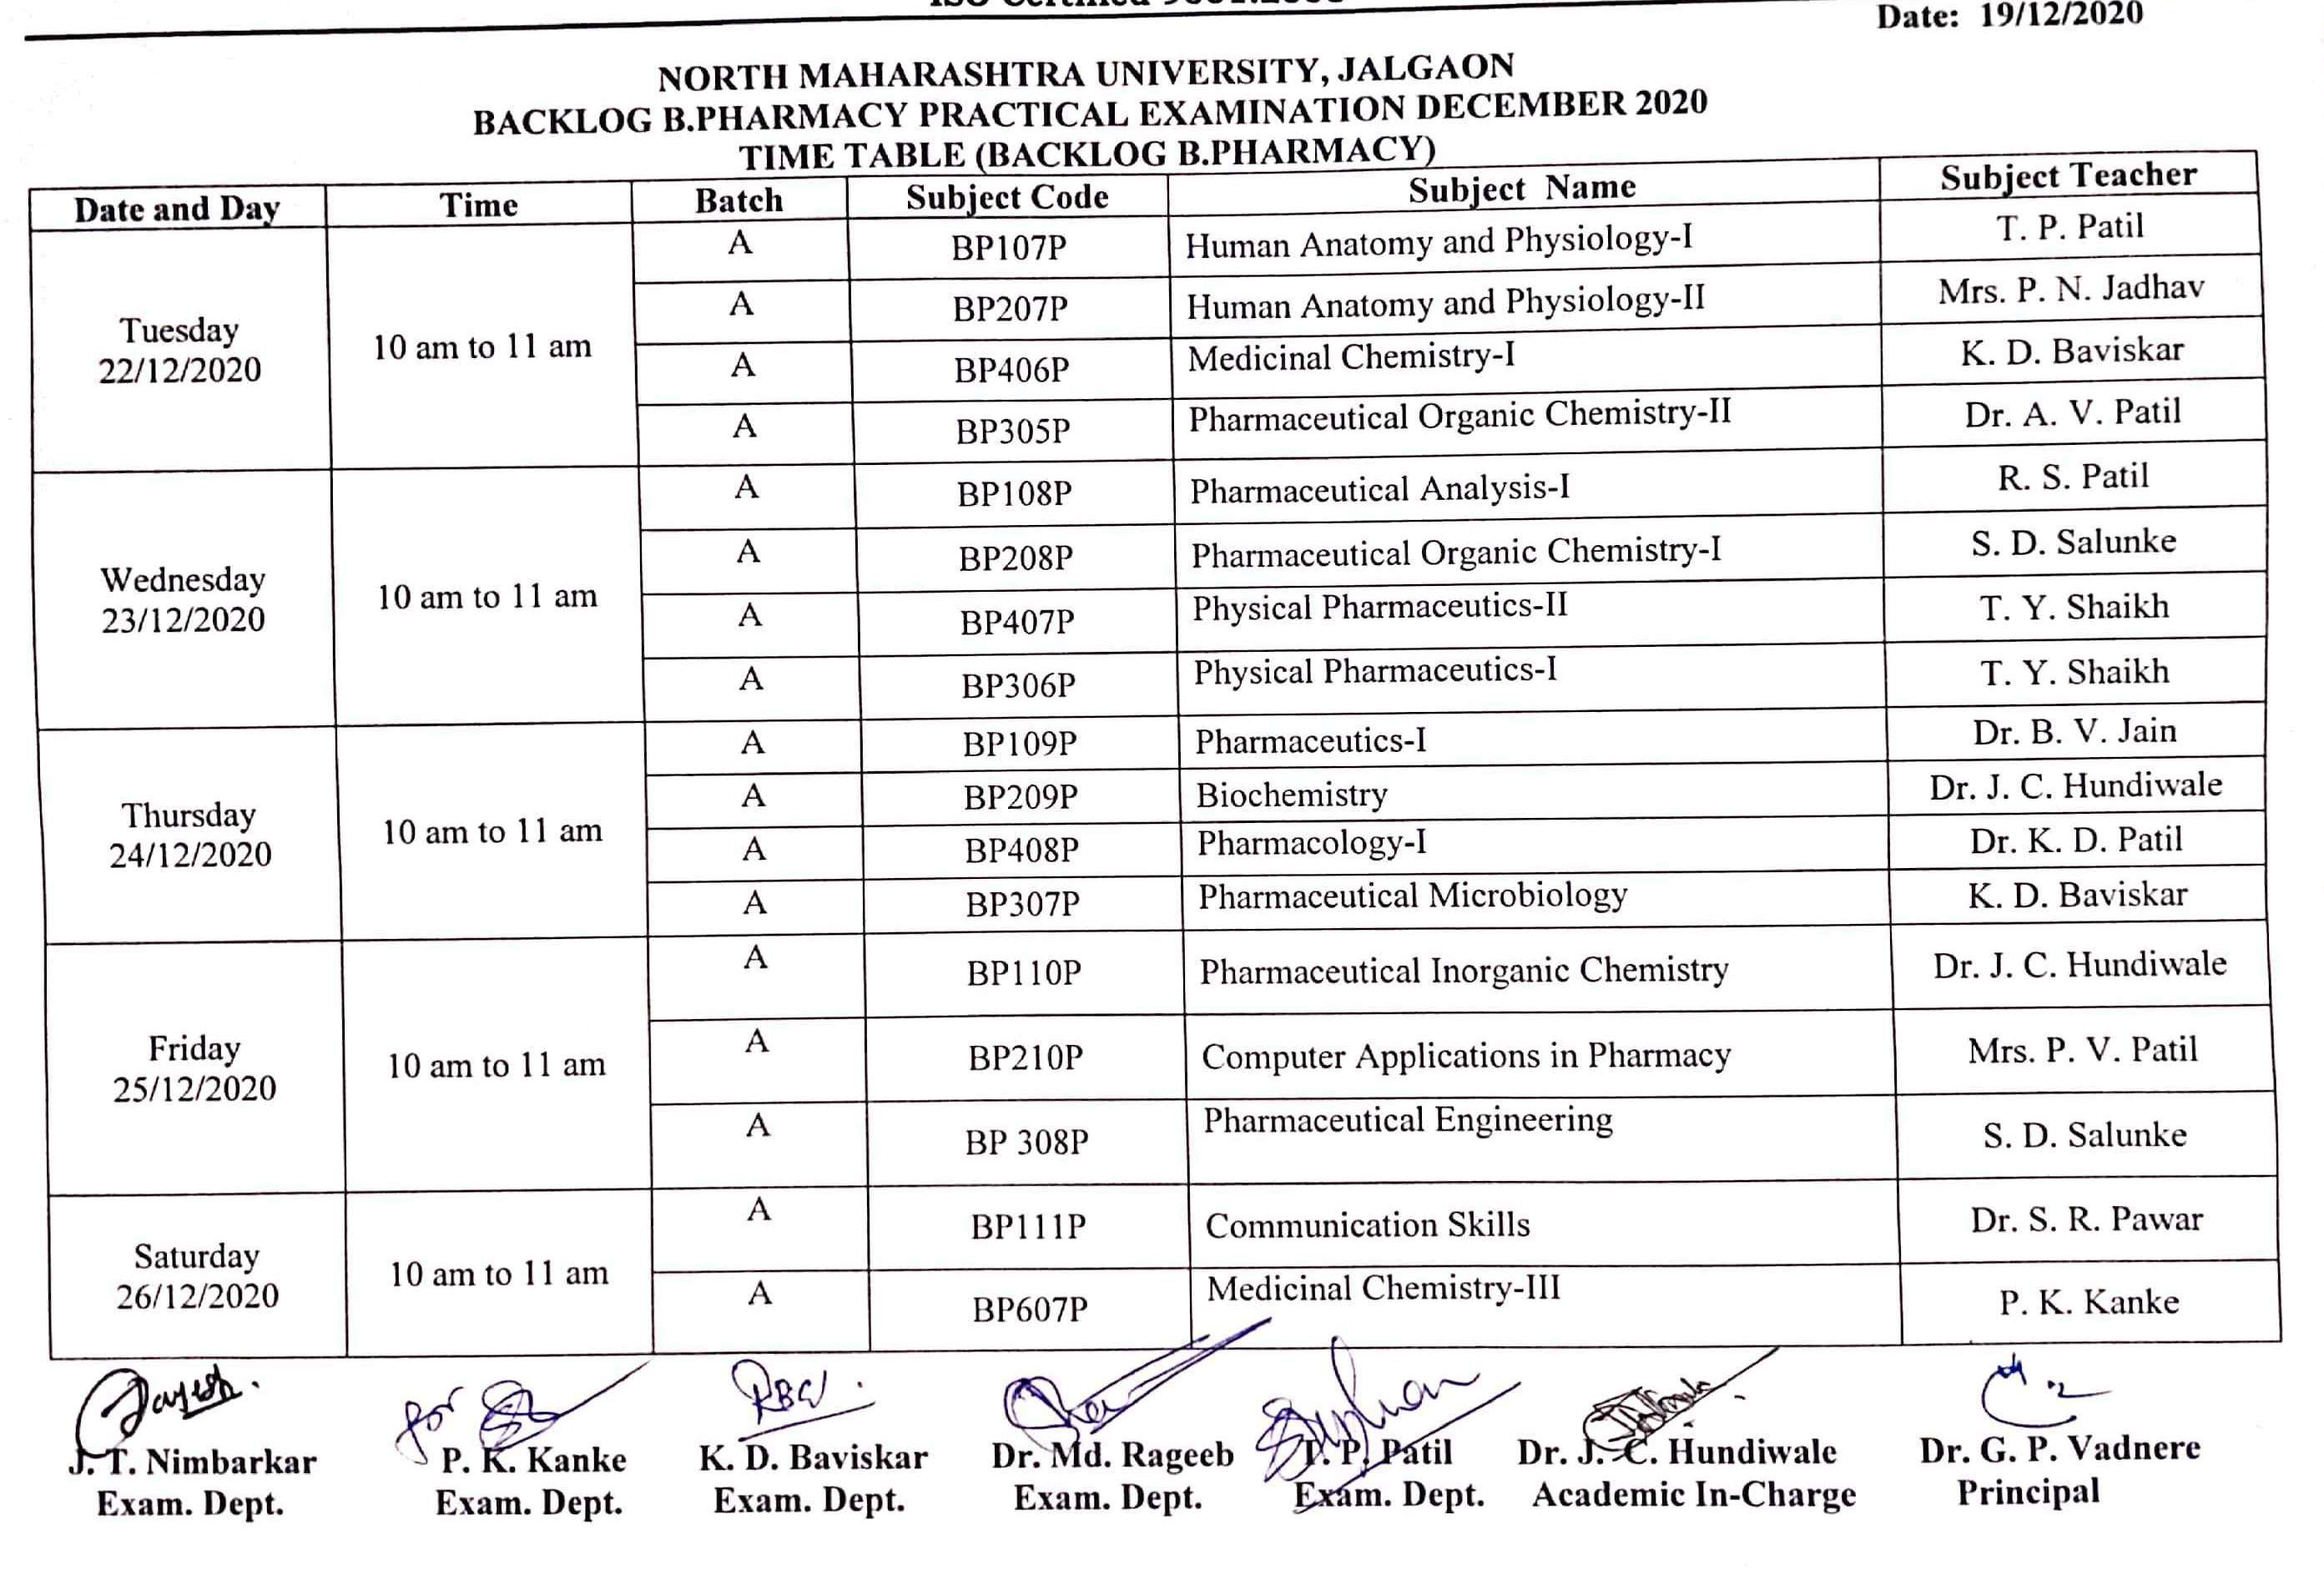 Date: 19/12/2020
NORTH MAHARASHTRA UNIVERSITY, JALGAON
BACKLOG B.PHARMACY PRACTICAL EXAMINATION DECEMBER 2020
TIME TABLE (BACKLOG B.PHARMACY)
Date and Day Time Batch Subject Code Subject Name Subject Teacher
Tuesday 22/12/2020 10 am to 11 am A BP107P Human Anatomy and Physiology-I T. P. Patil
A BP207P Human Anatomy and Physiology-II Mrs. P. N. Jadhav
A BP406P Medicinal Chemistry-I K. D. Baviskar
A BP305P Pharmaceutical Organic Chemistry-II Dr. A. V. Patil
Wednesday 23/12/2020 10 am to 11 am A BP108P Pharmaceutical Analysis-I R. S. Patil
A BP208P Pharmaceutical Organic Chemistry-I S. D. Salunke
A BP407P Physical Pharmaceutics-II T. Y. Shaikh
A BP306P Physical Pharmaceutics-I T. Y. Shaikh
Thursday 24/12/2020 10 am to 11 am A BP109P Pharmaceutics-I Dr. B. V. Jain
A BP209P Biochemistry Dr. J. C. Hundiwale
A BP408P Pharmacology-I Dr. K. D. Patil
A BP307P Pharmaceutical Microbiology K. D. Baviskar
Friday 25/12/2020 10 am to 11 am A BP110P Pharmaceutical Inorganic Chemistry Dr. J. C. Hundiwale
A BP210P Computer Applications in Pharmacy Mrs. P. V. Patil
A BP 308P Pharmaceutical Engineering S. D. Salunke
Saturday 26/12/2020 10 am to 11 am A BP111P Communication Skills Dr. S. R. Pawar
A BP607P Medicinal Chemistry-III P. K. Kanke
for
J. T. Nimbarkar P. K. Kanke K. D. Baviskar Dr. Md. Rageeb T. P. Patil Dr. J. C. Hundiwale Dr. G. P. Vadnere
Exam. Dept. Exam. Dept. Exam. Dept. Exam. Dept. Exam. Dept. Academic In-Charge Principal